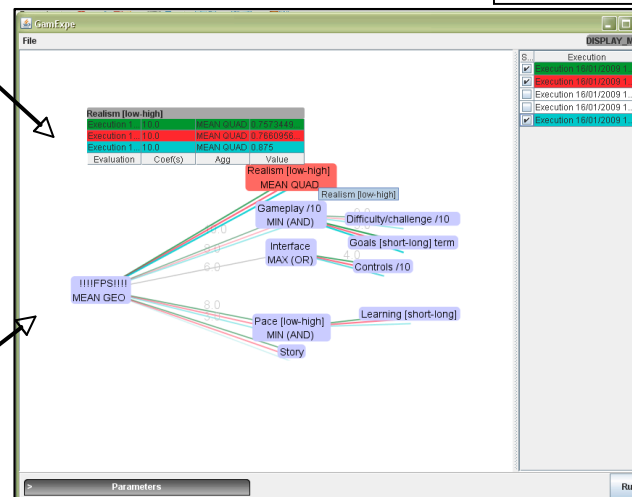 GamExpe
File
DISPLAY_M
S...
Execution
Execution 16/01/2009 1...
Execution 16/01/2009 1...
Execution 16/01/2009 1...
Execution 16/01/2009 1...
Execution 16/01/2009 1...
Realism [low-high]
Execution 1... 10.0 MEAN QUAD 0.7573449...
Execution 1... 10.0 MEAN QUAD 0.7660956...
Execution 1... 10.0 MEAN QUAD 0.875
Evaluation Coef(s) Agg Value
Realism [low-high]
MEAN QUAD
Realism [low-high]
Gameplay /10
MIN (AND)
Difficulty/challenge /10
Goals [short-long] term
Interface
MAX (OR)
4.0
Controls /10
6.0
!!!!FPS!!!!
MEAN GEO
8.0
Pace [low-high]
MIN (AND)
Learning [short-long]
Story
> Parameters
Ru